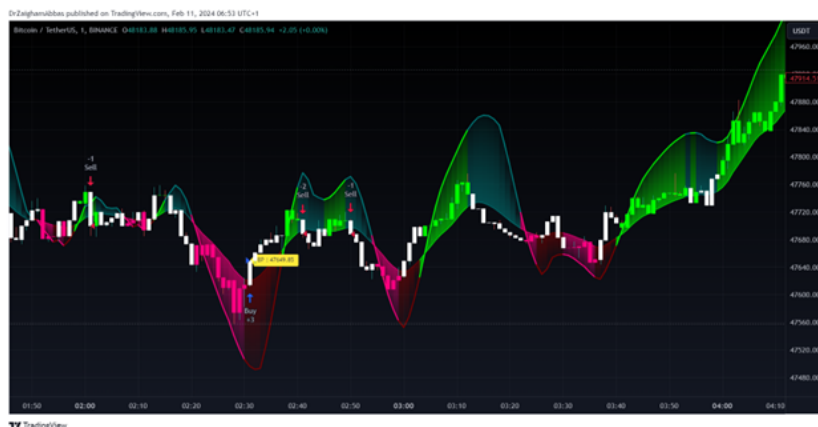 DrZaighamAbbas published on TradingView.com, Feb 11, 2024 06:53 UTC+1
Bitcoin / TetherUS, 1, BINANCE O48183.88 H48185.95 L48183.47 C48185.94 +2.05 (+0.00%)
USDT
47960.00
47880.00
47840.00
47800.00
47760.00
47720.00
47680.00
47640.00
47600.00
47560.00
47520.00
47480.00
-1
Sell
-2
Sell
-1
Sell
EP : 47649.85
Buy
+3
01:50 02:00 02:10 02:20 02:30 02:40 02:50 03:00 03:10 03:20 03:30 03:40 03:50 04:00 04:10
TradingView